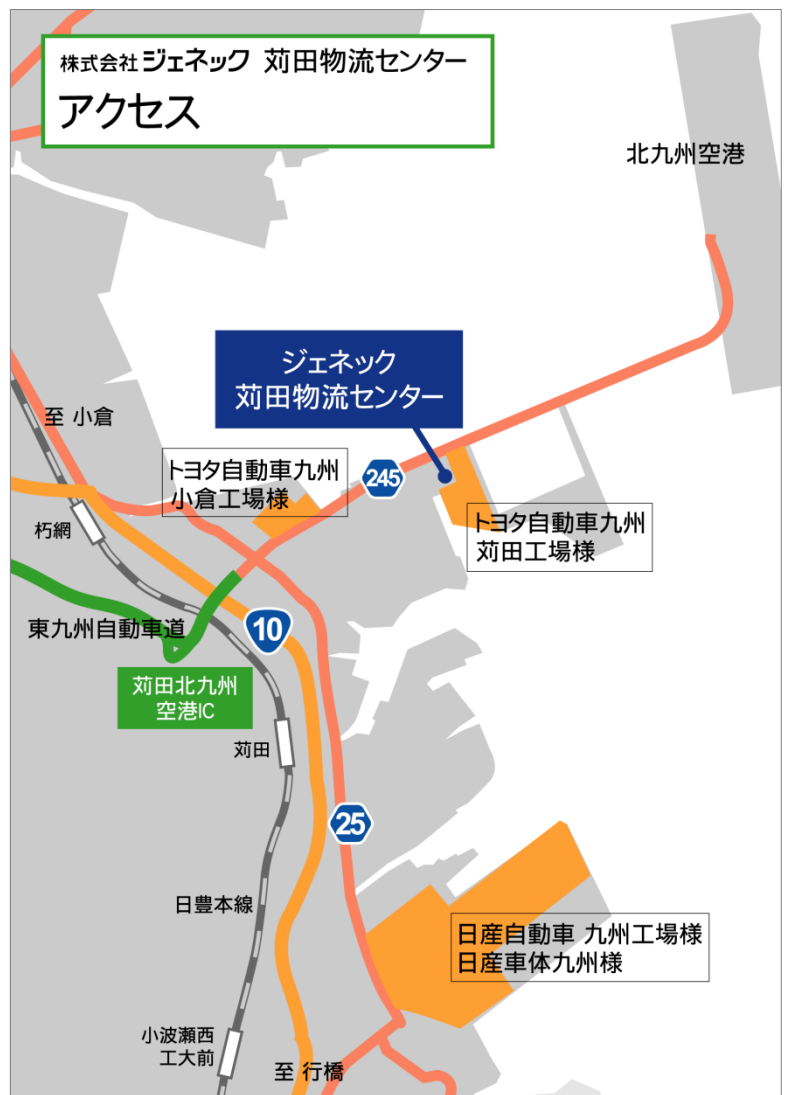 株式会社ジェネック 苅田物流センター
アクセス
北九州空港
ジェネック
苅田物流センター
至 小倉
トヨタ自動車九州
小倉工場様
245
トヨタ自動車九州
苅田工場様
朽網
東九州自動車道
10
苅田北九州
空港IC
苅田
25
日豊本線
日産自動車 九州工場様
日産車体九州様
小波瀬西
工大前
至 行橋